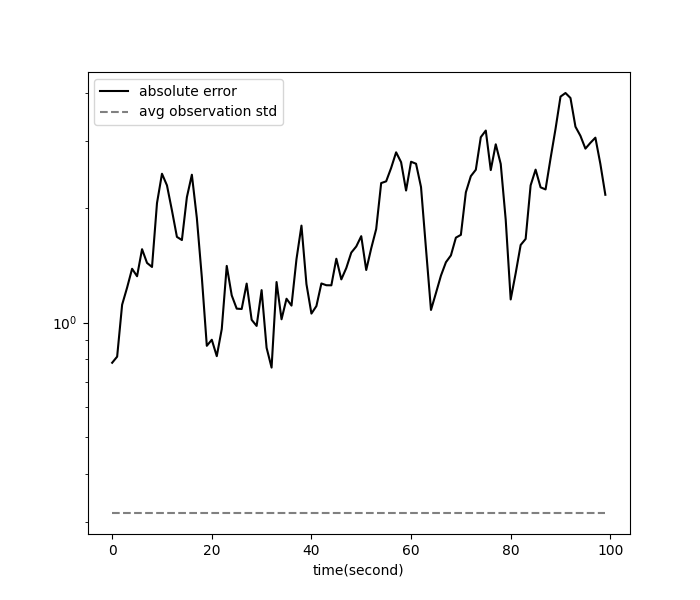 absolute error
avg observation std
10⁰
0 20 40 60 80 100
time(second)